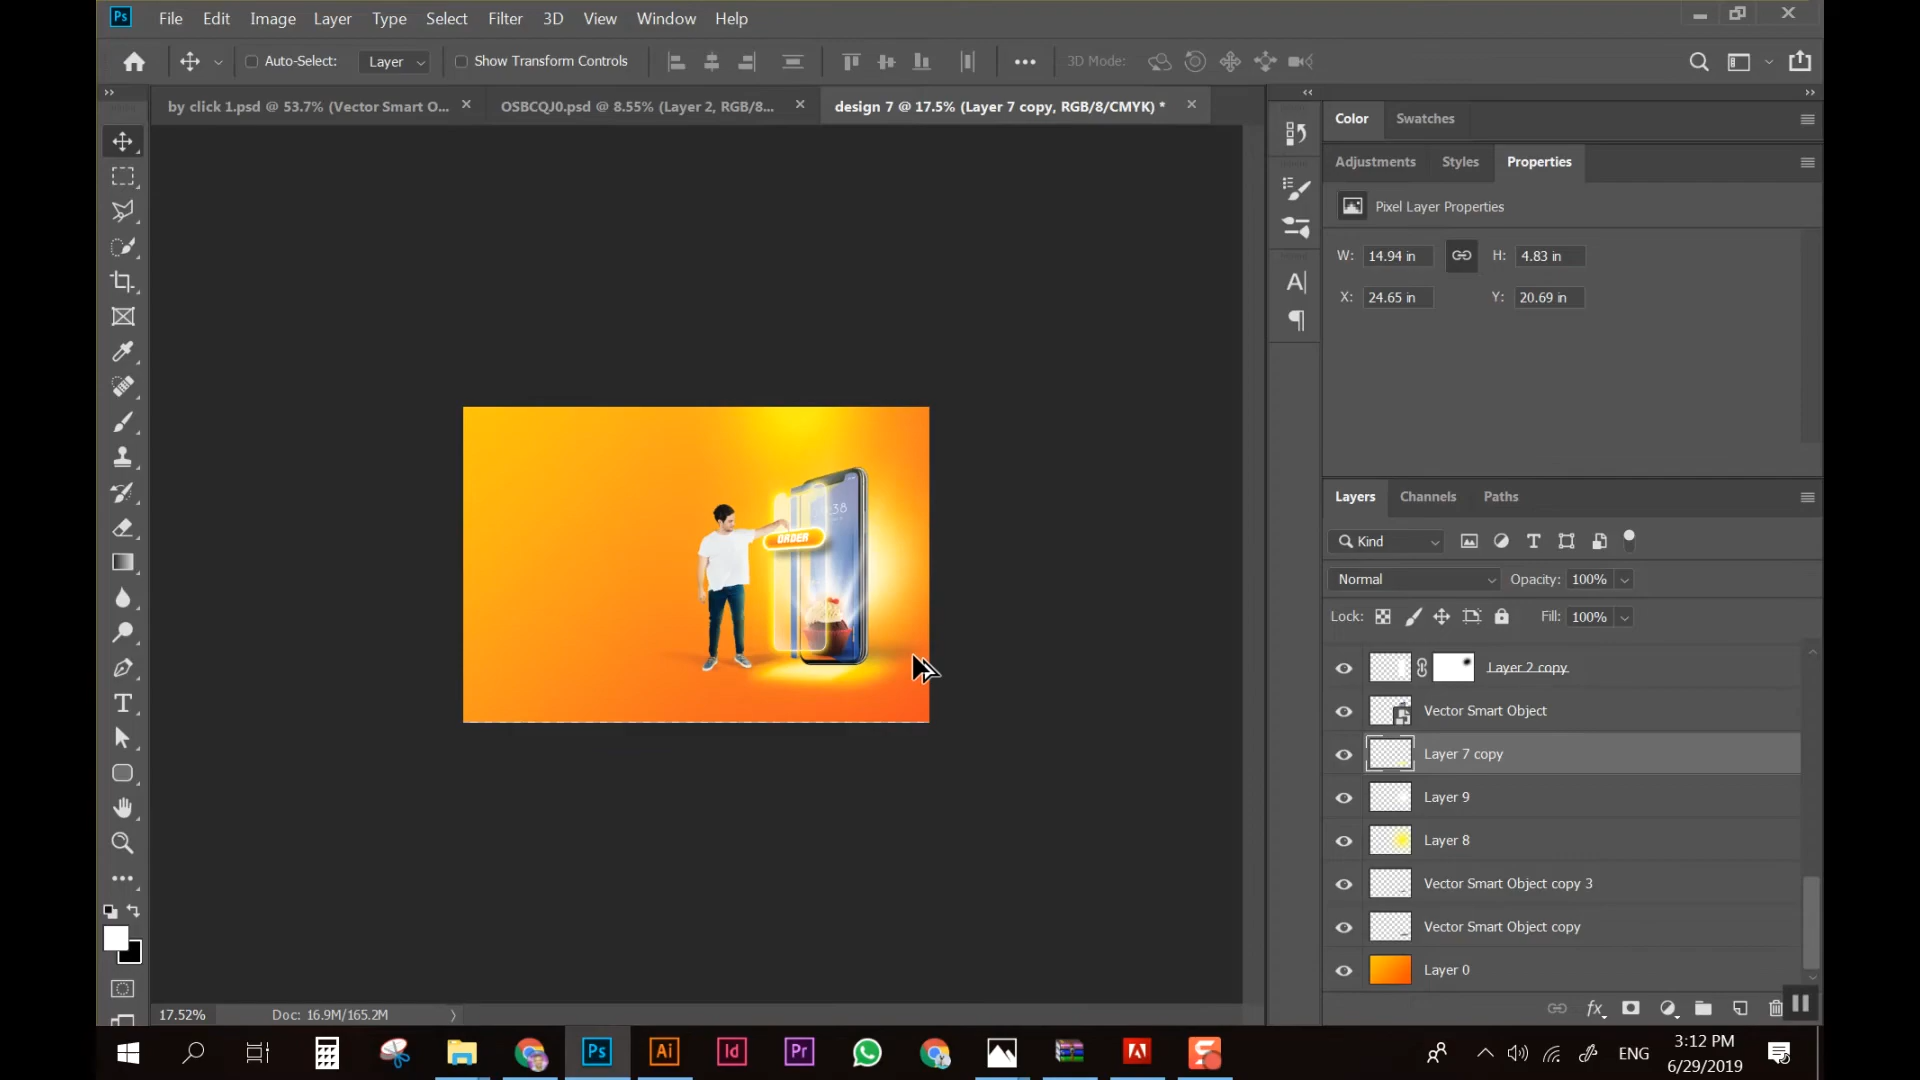 Ps File Edit Image Layer Type Select Filter 3D View Window Help
Auto-Select: Layer Show Transform Controls 3D Mode:
by click 1.psd @ 53.7% (Vector Smart O... OSBCQJ0.psd @ 8.55% (Layer 2, RGB/8... design 7 @ 17.5% (Layer 7 copy, RGB/8/CMYK) *
Color Swatches
Adjustments Styles Properties
Pixel Layer Properties
W: 14.94 in H: 4.83 in
X: 24.65 in Y: 20.69 in
ORDER
Layers Channels Paths
Kind
Normal Opacity: 100%
Lock: Fill: 100%
Layer 2 copy
Vector Smart Object
Layer 7 copy
Layer 9
Layer 8
Vector Smart Object copy 3
Vector Smart Object copy
Layer 0
fx
17.52% Doc: 16.9M/165.2M
Ps Ai Id Pr ENG
3:12 PM
6/29/2019